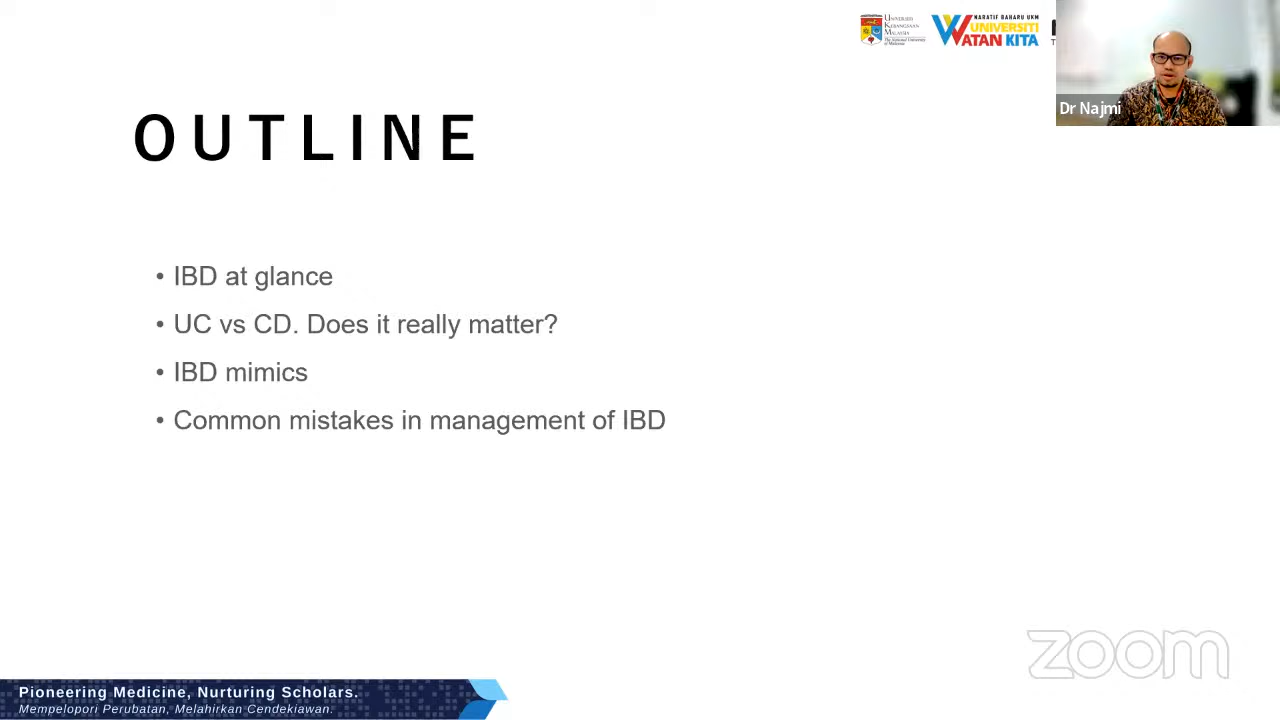 UNIVERSITI
KEBANGSAAN
MALAYSIA
The National University
of Malaysia
NARATIF BAHARU UKM
UNIVERSITI
WATAN KITA
T
Dr Najmi
OUTLINE
• IBD at glance
• UC vs CD. Does it really matter?
• IBD mimics
• Common mistakes in management of IBD
zoom
Pioneering Medicine, Nurturing Scholars.
Mempelopori Perubatan, Melahirkan Cendekiawan.